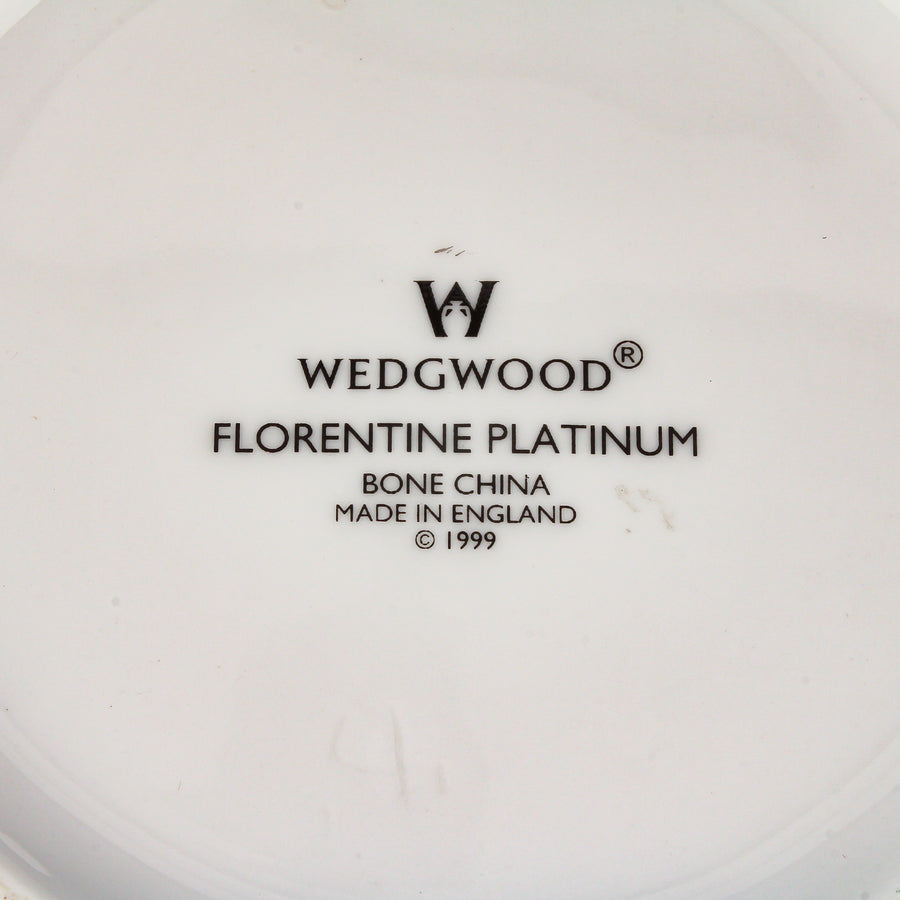 W
WEDGWOOD®
FLORENTINE PLATINUM
BONE CHINA
MADE IN ENGLAND
© 1999